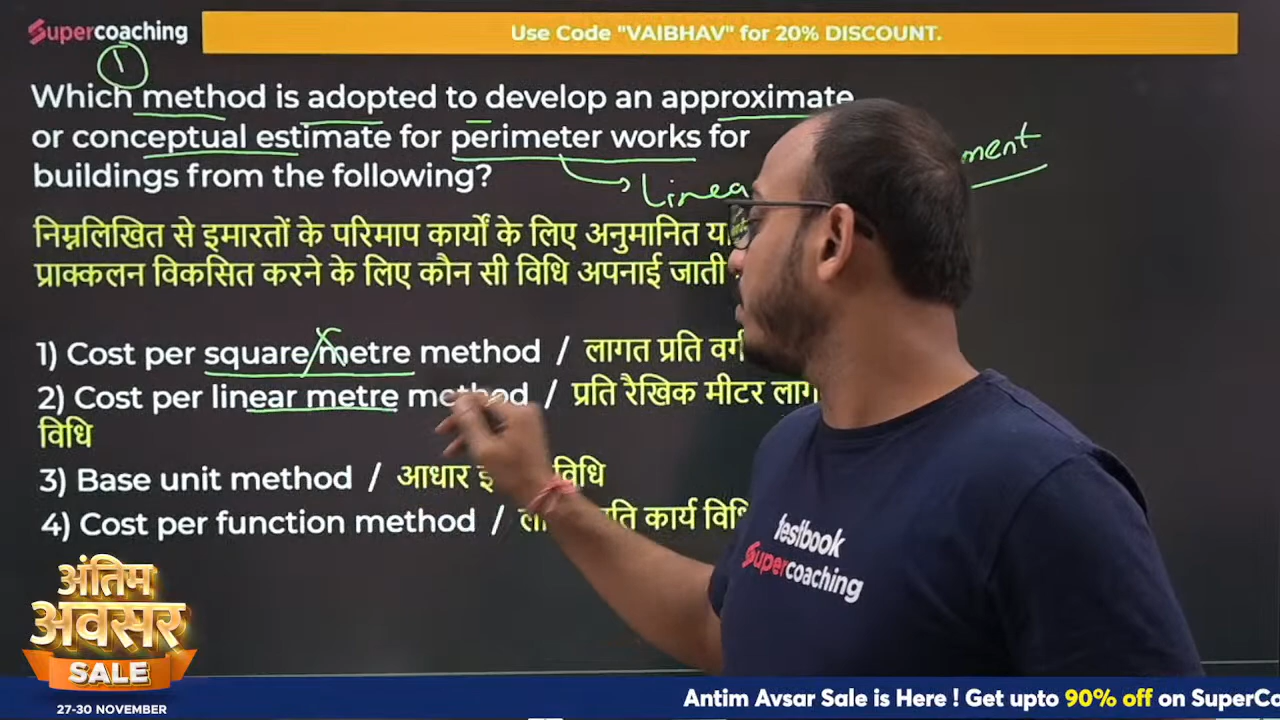 Supercoaching
Use Code "VAIBHAV" for 20% DISCOUNT.
1
Which method is adopted to develop an approximate
or conceptual estimate for perimeter works for
ment
buildings from the following?
Linea
निम्नलिखित से इमारतों के परिमाप कार्यों के लिए अनुमानित
प्राक्कलन विकसित करने के लिए कौन सी विधि अपनाई जाती
1) Cost per square metre method / लागत प्रति
2) Cost per linear metre method / प्रति रैखिक मीटर
विधि
3) Base unit method / आधार विधि
4) Cost per function method / कार्य विधि
testbook
Supercoaching
अंतिम
अवसर
SALE
27-30 NOVEMBER
Antim Avsar Sale is Here ! Get upto 90% off on SuperCo